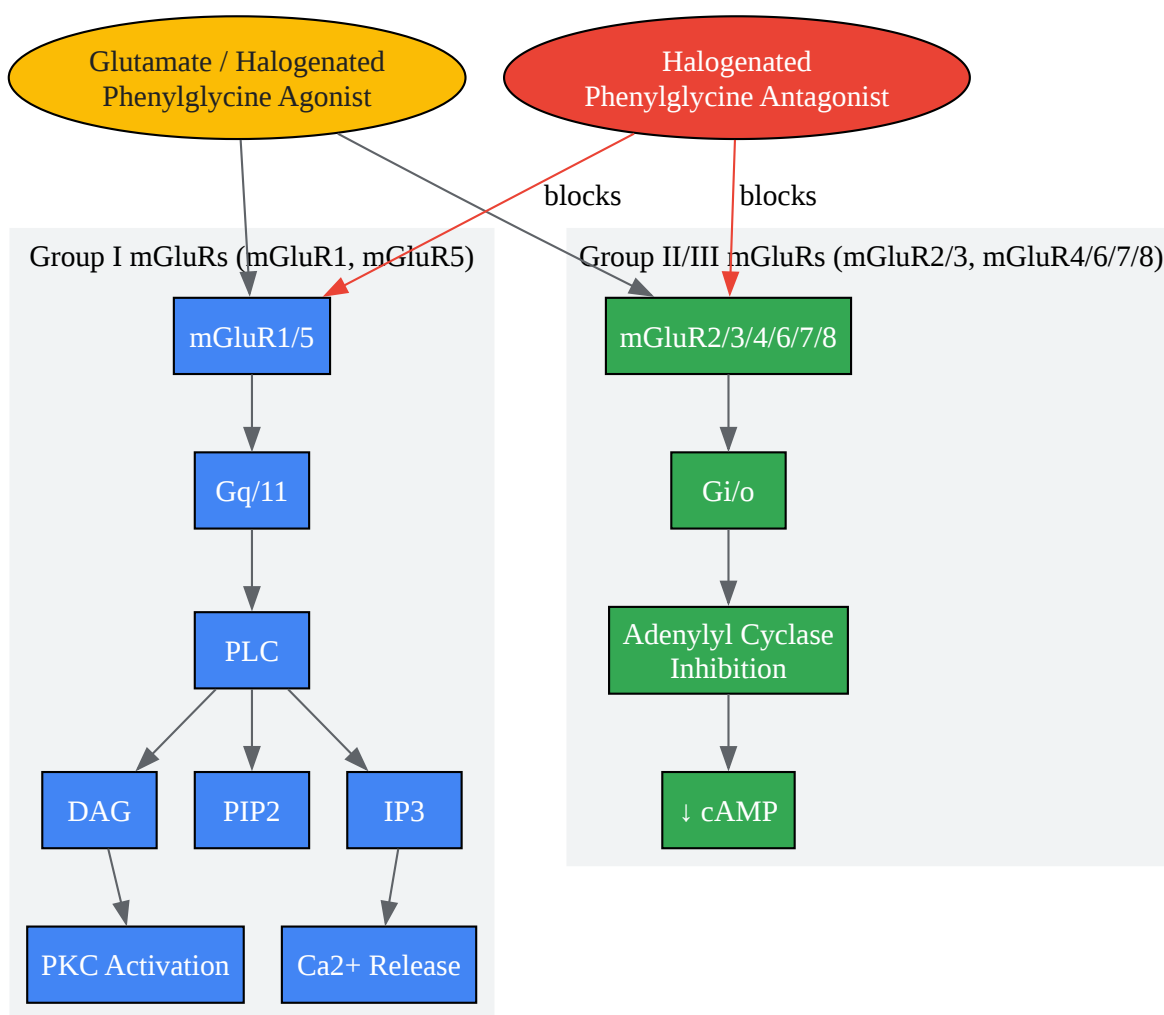 Glutamate / Halogenated
Phenylglycine Agonist
Halogenated
Phenylglycine Antagonist
blocks
blocks
Group I mGluRs (mGluR1, mGluR5)
Group II/III mGluRs (mGluR2/3, mGluR4/6/7/8)
mGluR1/5
mGluR2/3/4/6/7/8
Gq/11
Gi/o
PLC
Adenylyl Cyclase
Inhibition
DAG
PIP2
IP3
↓ cAMP
PKC Activation
Ca2+ Release